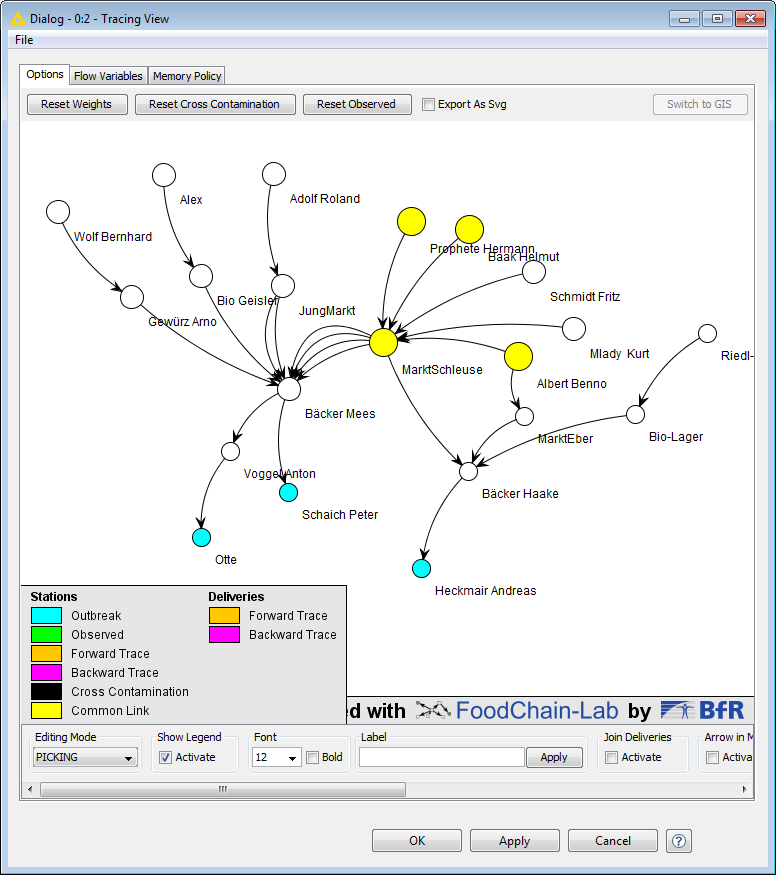 Dialog - 0:2 - Tracing View
File
Options Flow Variables Memory Policy
Reset Weights Reset Cross Contamination Reset Observed Export As Svg Switch to GIS
Alex
Adolf Roland
Wolf Bernhard
Prophete Hermann
Baak Helmut
Schmidt Fritz
Bio Geisler
JungMarkt
Gewürz Arno
Mlady Kurt
Riedl-
MarktSchleuse
Albert Benno
Bäcker Mees
MarktEber
Bio-Lager
Voggel Anton
Bäcker Haake
Schaich Peter
Otte
Heckmair Andreas
Stations Deliveries
Outbreak Forward Trace
Observed Backward Trace
Forward Trace
Backward Trace
Cross Contamination
Common Link
d with FoodChain-Lab by BfR
Editing Mode Show Legend Font Label Join Deliveries Arrow in M
PICKING Activate 12 Bold Apply Activate Activa
OK Apply Cancel ?